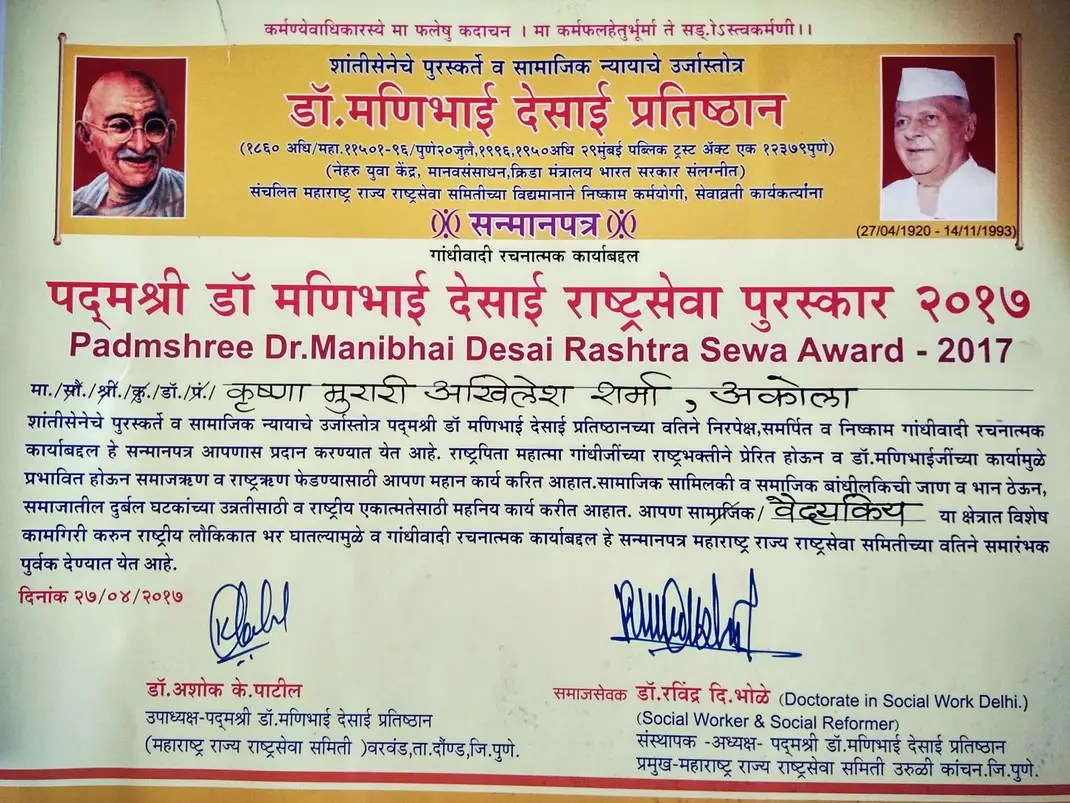 कर्मण्येवाधिकारस्ये मा फलेषु कदाचन । मा कर्मफलहेतुर्भूर्मा ते सड्.ोऽस्त्वकर्मणी।।
शांतीसेनेचे पुरस्कर्ते व सामाजिक न्यायाचे उर्जास्तोत्र
डॉ.मणिभाई देसाई प्रतिष्ठान
(१८६० अधि/महा.११५०१-९६/पुणे२०जुलै,१९९६,१९५०अधि २९मुंबई पब्लिक ट्रस्ट ॲक्ट एक १२३७९पुणे)
(नेहरु युवा केंद्र, मानवसंसाधन,क्रिडा मंत्रालय भारत सरकार संलग्नीत)
संचलित महाराष्ट्र राज्य राष्ट्रसेवा समितीच्या विद्यमानाने निष्काम कर्मयोगी, सेवाव्रती कार्यकर्त्यांना
सन्मानपत्र
(27/04/1920 - 14/11/1993)
गांधीवादी रचनात्मक कार्याबद्दल
पद्‌मश्री डॉ मणिभाई देसाई राष्ट्रसेवा पुरस्कार २०१७
Padmshree Dr.Manibhai Desai Rashtra Sewa Award - 2017
मा./सौ./श्री./कु./डॉ./प्रं./ कृष्णा मुरारी अखिलेश शर्मा, अकोला
शांतीसेनेचे पुरस्कर्ते व सामाजिक न्यायाचे उर्जास्तोत्र पद्‌मश्री डॉ मणिभाई देसाई प्रतिष्ठानच्या वतिने निरपेक्ष,समर्पित व निष्काम गांधीवादी रचनात्मक
कार्याबद्दल हे सन्मानपत्र आपणास प्रदान करण्यात येत आहे. राष्ट्रपिता महात्मा गांधीजींच्या राष्ट्रभक्तीने प्रेरित होऊन व डॉ.मणिभाईजींच्या कार्यामुळे
प्रभावित होऊन समाजऋण व राष्ट्रऋण फेडण्यासाठी आपण महान कार्य करित आहात.सामाजिक सामिलकी व समाजिक बांधीलकिची जाण व भान ठेऊन,
समाजातील दुर्बल घटकांच्या उन्नतीसाठी व राष्ट्रीय एकात्मतेसाठी महनिय कार्य करीत आहात. आपण सामाजिक/ वैद्यकिय या क्षेत्रात विशेष
कामगिरी करुन राष्ट्रीय लौकिकात भर घातल्यामुळे व गांधीवादी रचनात्मक कार्याबद्दल हे सन्मानपत्र महाराष्ट्र राज्य राष्ट्रसेवा समितीच्या वतिने समारंभक
पुर्वक देण्यात येत आहे.
दिनांक २७/०४/२०१७
डॉ.अशोक के.पाटील
उपाध्यक्ष-पद्‌मश्री डॉ.मणिभाई देसाई प्रतिष्ठान
(महाराष्ट्र राज्य राष्ट्रसेवा समिती )वरवंड,ता.दौंण्ड,जि.पुणे.
समाजसेवक डॉ.रविंद्र दि.भोळे (Doctorate in Social Work Delhi.)
(Social Worker & Social Reformer)
संस्थापक -अध्यक्ष- पद्‌मश्री डॉ.मणिभाई देसाई प्रतिष्ठान
प्रमुख-महाराष्ट्र राज्य राष्ट्रसेवा समिती उरुळी कांचन.जि.पुणे.